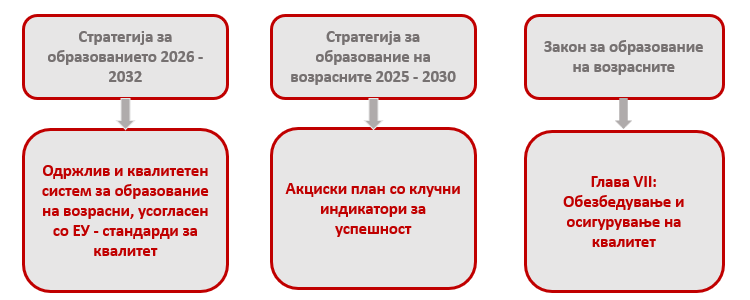 Стратегија за
образованието 2026 -
2032
Стратегија за
образование на
возрасните 2025 - 2030
Закон за образование
на возрасните
Одржлив и квалитетен
систем за образование
на возрасни, усогласен
со ЕУ - стандарди за
квалитет
Акциски план со клучни
индикатори за
успешност
Глава VII:
Обезбедување и
осигурување на
квалитет